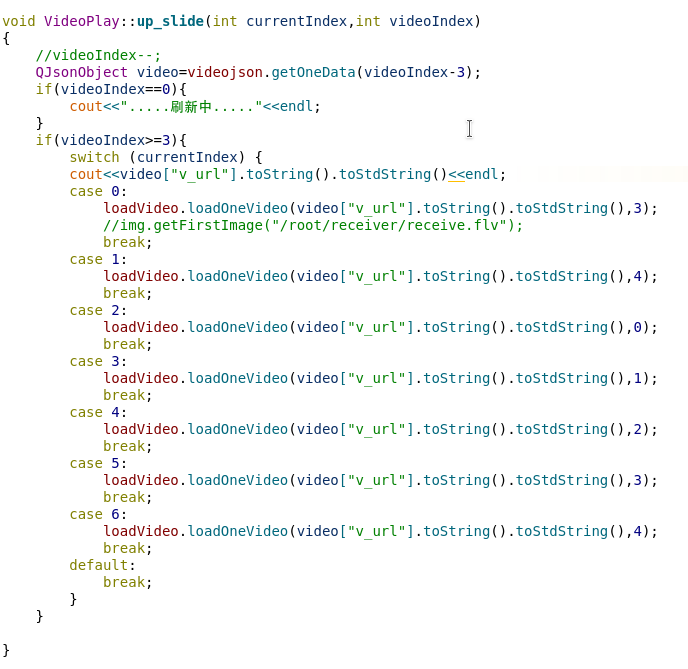 void VideoPlay::up_slide(int currentIndex,int videoIndex)
{
    //videoIndex--;
    QJsonObject video=videojson.getOneData(videoIndex-3);
    if(videoIndex==0){
        cout<<".....刷新中....."<<endl;
    }
    if(videoIndex>=3){
        switch (currentIndex) {
        cout<<video["v_url"].toString().toStdString()<<endl;
        case 0:
            loadVideo.loadOneVideo(video["v_url"].toString().toStdString(),3);
            //img.getFirstImage("/root/receiver/receive.flv");
            break;
        case 1:
            loadVideo.loadOneVideo(video["v_url"].toString().toStdString(),4);
            break;
        case 2:
            loadVideo.loadOneVideo(video["v_url"].toString().toStdString(),0);
            break;
        case 3:
            loadVideo.loadOneVideo(video["v_url"].toString().toStdString(),1);
            break;
        case 4:
            loadVideo.loadOneVideo(video["v_url"].toString().toStdString(),2);
            break;
        case 5:
            loadVideo.loadOneVideo(video["v_url"].toString().toStdString(),3);
            break;
        case 6:
            loadVideo.loadOneVideo(video["v_url"].toString().toStdString(),4);
            break;
        default:
            break;
        }
    }

}